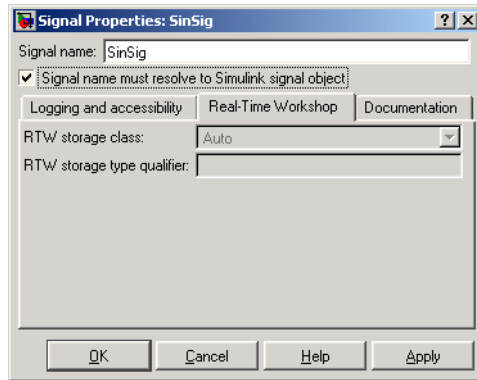 Signal Properties: SinSig
Signal name: SinSig
Signal name must resolve to Simulink signal object
Logging and accessibility Real-Time Workshop Documentation
RTW storage class: Auto
RTW storage type qualifier:
OK Cancel Help Apply